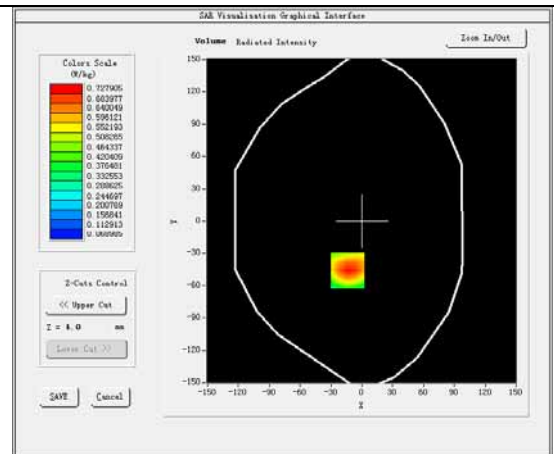 SAR Visualisation Graphical Interface
Volume Radiated Intensity
Zoom In/Out
Colors Scale
(W/kg)
0.727905
0.683977
0.640049
0.596121
0.552193
0.508265
0.464337
0.420409
0.376481
0.332553
0.288625
0.244697
0.200769
0.156841
0.112913
0.068985
150
90
60
30
0
-30
-60
-90
-120
-150
Y
-150 -120 -90 -60 -30 0 30 60 90 120 150
X
Z-Cuts Control
<< Upper Cut
Z = 4.0 mm
Lower Cut >>
SAVE
Cancel